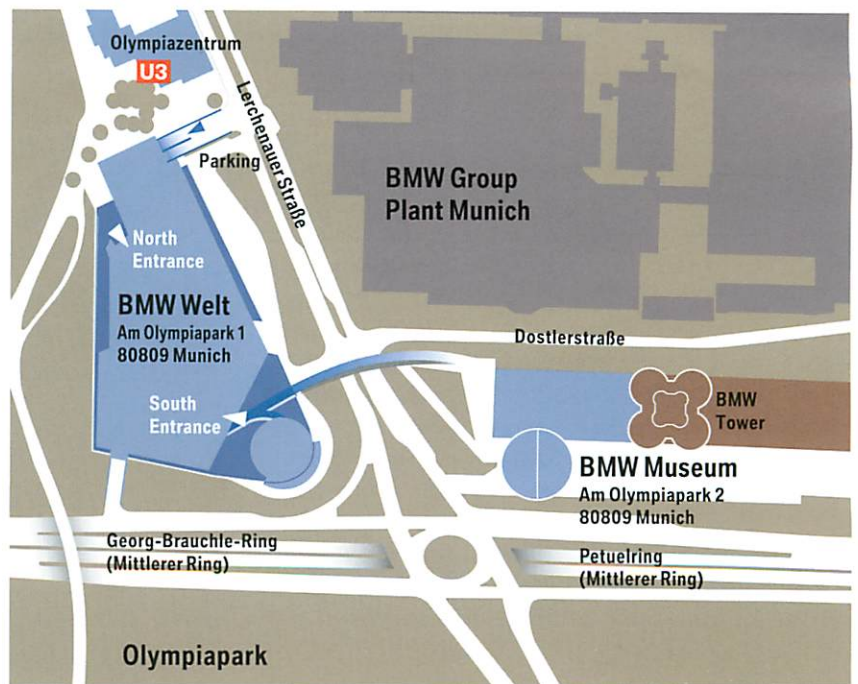 Olympiazentrum
U3
Lerchenauer Straße
Parking
BMW Group
Plant Munich
North
Entrance
BMW Welt
Am Olympiapark 1
80809 Munich
Dostlerstraße
South
Entrance
BMW
Tower
BMW Museum
Am Olympiapark 2
80809 Munich
Georg-Brauchle-Ring
(Mittlerer Ring)
Petuelring
(Mittlerer Ring)
Olympiapark